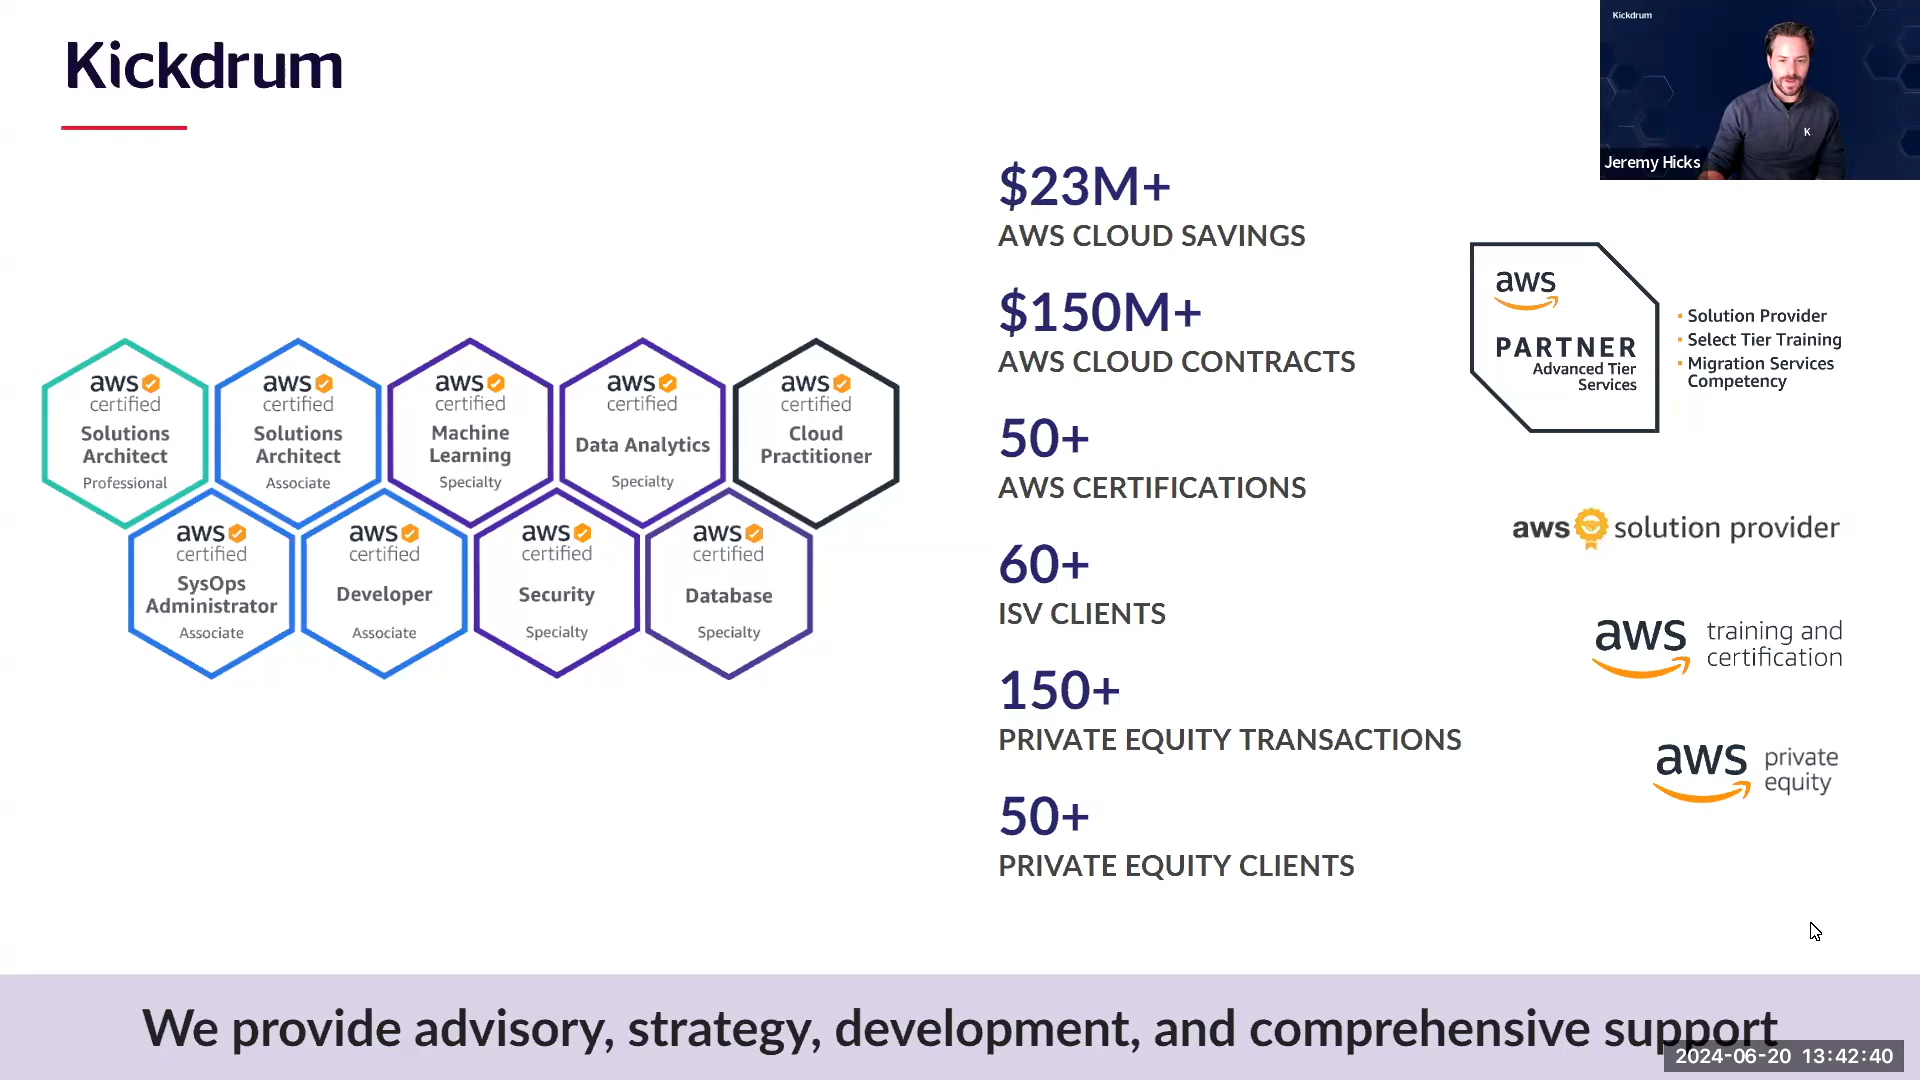 Kickdrum
aws
certified
Solutions
Architect
Professional
aws
certified
Solutions
Architect
Associate
aws
certified
Machine
Learning
Specialty
aws
certified
Data Analytics
Specialty
aws
certified
Cloud
Practitioner
aws
certified
SysOps
Administrator
Associate
aws
certified
Developer
Associate
aws
certified
Security
Specialty
aws
certified
Database
Specialty
$23M+
AWS CLOUD SAVINGS
$150M+
AWS CLOUD CONTRACTS
50+
AWS CERTIFICATIONS
60+
ISV CLIENTS
150+
PRIVATE EQUITY TRANSACTIONS
50+
PRIVATE EQUITY CLIENTS
Kickdrum
K
Jeremy Hicks
aws
PARTNER
Advanced Tier
Services
Solution Provider
Select Tier Training
Migration Services
Competency
aws solution provider
aws training and
certification
aws private
equity
We provide advisory, strategy, development, and comprehensive support
2024-06-20 13:42:40